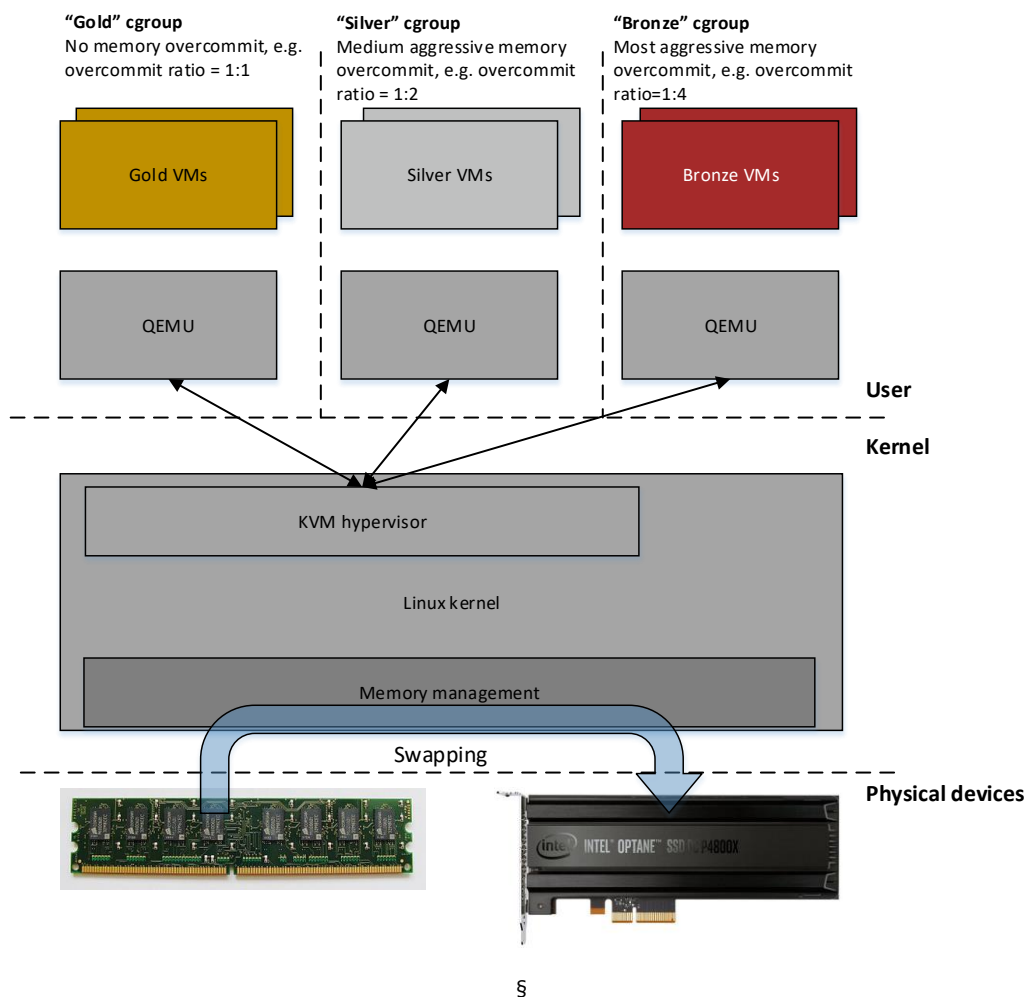 “Gold” cgroup
No memory overcommit, e.g.
overcommit ratio = 1:1
“Silver” cgroup
Medium aggressive memory
overcommit, e.g. overcommit
ratio = 1:2
“Bronze” cgroup
Most aggressive memory
overcommit, e.g. overcommit
ratio=1:4
Gold VMs
Silver VMs
Bronze VMs
QEMU
QEMU
QEMU
User
Kernel
KVM hypervisor
Linux kernel
Memory management
Swapping
Physical devices
intel INTEL® OPTANE™ SSD P4800X
§